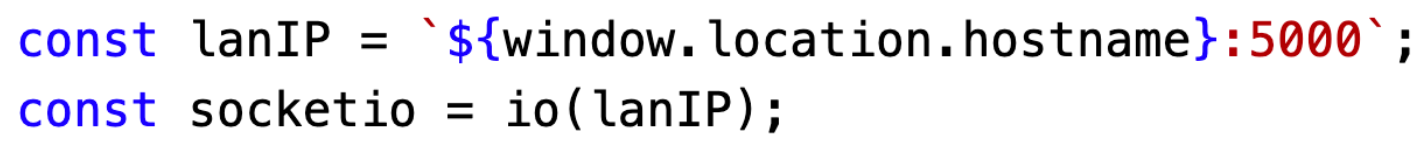 const lanIP = `${window.location.hostname}:5000`;
const socketio = io(lanIP);